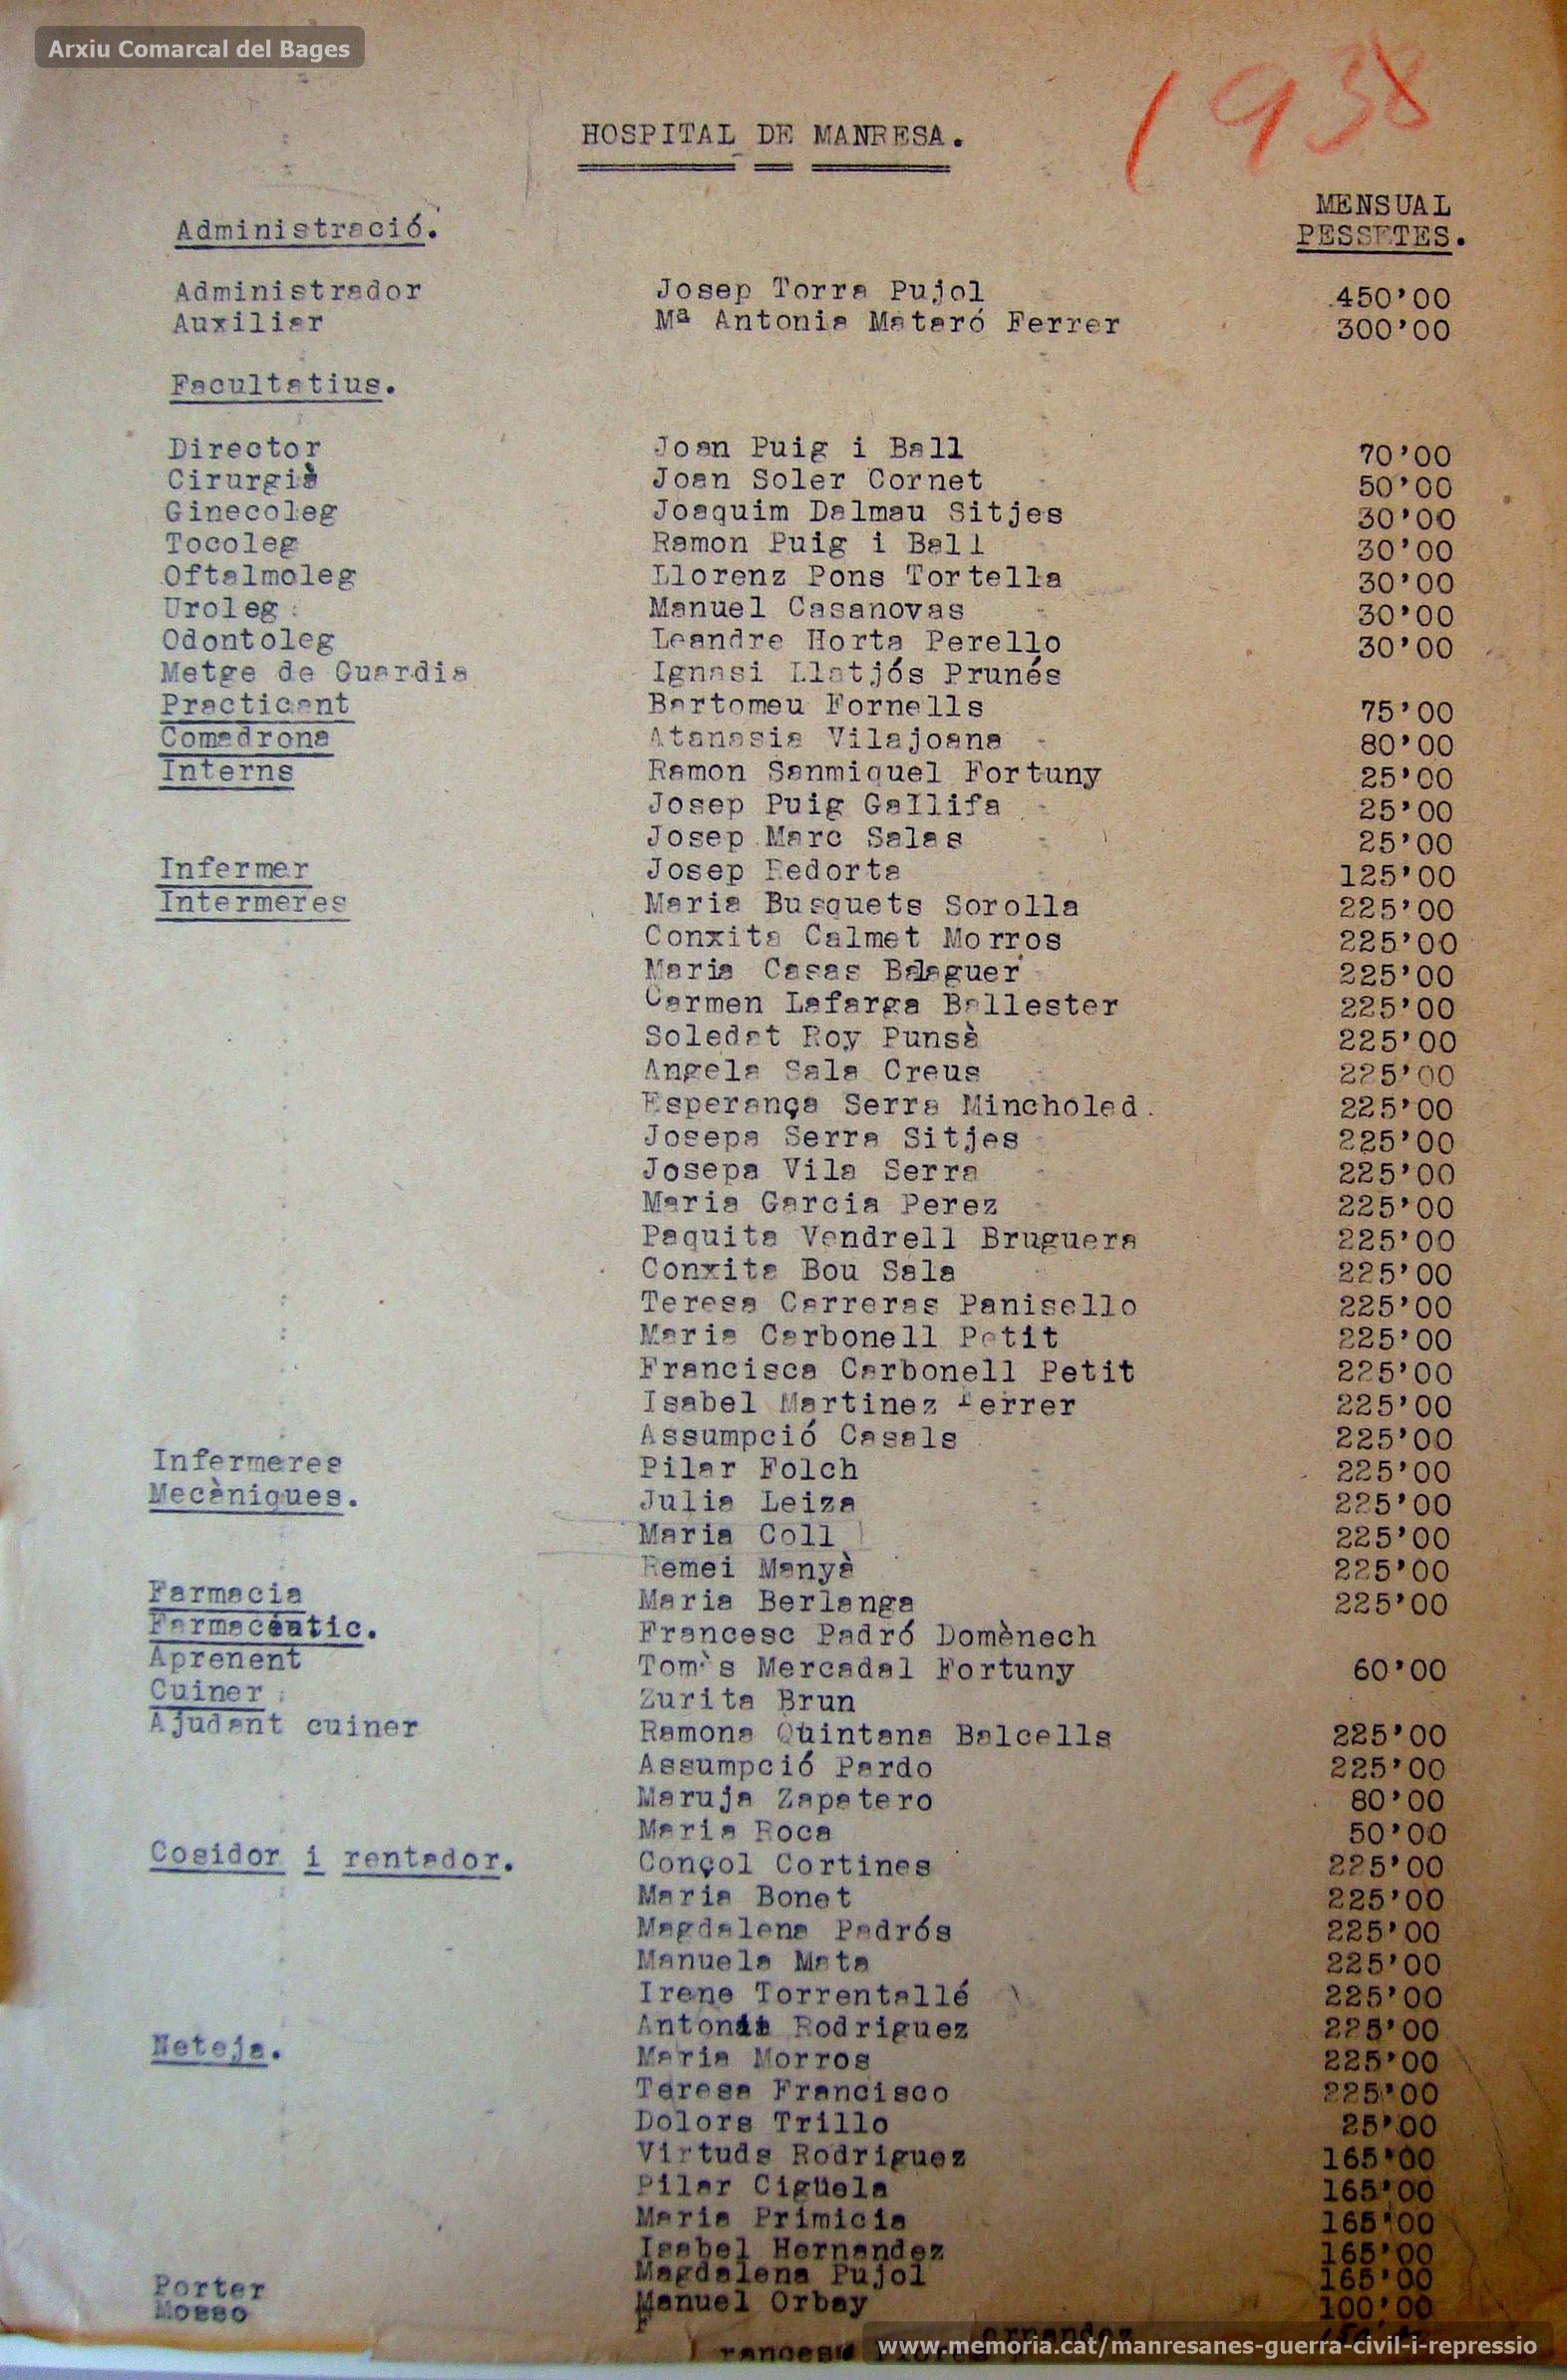 Arxiu Comarcal del Bages
1938
HOSPITAL DE MANRESA.
MENSUAL
Administració. PESSETES.
Administrador Josep Torra Pujol 450'00
Auxiliar Mª Antonia Mataró Ferrer 300'00
Facultatius.
Director Joan Puig i Ball 70'00
Cirurgià Joan Soler Cornet 50'00
Ginecoleg Joaquim Dalmau Sitjes 30'00
Tocoleg Ramon Puig i Ball 30'00
Oftalmoleg Llorenz Pons Tortella 30'00
Uroleg Manuel Casanovas 30'00
Odontoleg Leandre Horta Perello 30'00
Metge de Guardia Ignasi Llatjós Prunés
Practicant Bartomeu Fornells 75'00
Comadrona Atanasia Vilajoana 80'00
Interns Ramon Sanmiquel Fortuny 25'00
Josep Puig Gallifa 25'00
Josep Marc Salas 25'00
Infermer Josep Redorta 125'00
Intermeres Maria Busquets Sorolla 225'00
Conxita Calmet Morros 225'00
Maria Casas Balaguer 225'00
Carmen Lafarga Ballester 225'00
Soledat Roy Punsà 225'00
Angela Sala Creus 225'00
Esperança Serra Mincholed. 225'00
Josepa Serra Sitjes 225'00
Josepa Vila Serra 225'00
Maria Garcia Perez 225'00
Paquita Vendrell Bruguera 225'00
Conxita Bou Sala 225'00
Teresa Carreras Panisello 225'00
Maria Carbonell Petit 225'00
Francisca Carbonell Petit 225'00
Isabel Martinez Ferrer 225'00
Assumpció Casals 225'00
Infermeres Pilar Folch 225'00
Mecàniques. Julia Leiza 225'00
Maria Coll 225'00
Remei Manyà 225'00
Farmacia Maria Berlanga 225'00
Farmacéutic. Francesc Padró Domènech
Aprenent Tomàs Mercadal Fortuny 60'00
Cuiner Zurita Brun
Ajudant cuiner Ramona Quintana Balcells 225'00
Assumpció Pardo 225'00
Maruja Zapatero 80'00
Maria Roca 50'00
Cosidor i rentador. Conçol Cortines 225'00
Maria Bonet 225'00
Magdalena Padrós 225'00
Manuela Mata 225'00
Irene Torrentallé 225'00
Rodriguez 225'00
Neteja. Maria Morros 225'00
Teresa Francisco 225'00
Dolors Trillo 25'00
Virtuds Rodriguez 165'00
Pilar Cigüela 165'00
Maria Primicia 165'00
Isabel Hernandez 165'00
Magdalena Pujol 165'00
Porter Manuel Orbay 100'00
Mosso
www.memoria.cat/manresanes-guerra-civil-i-repressio